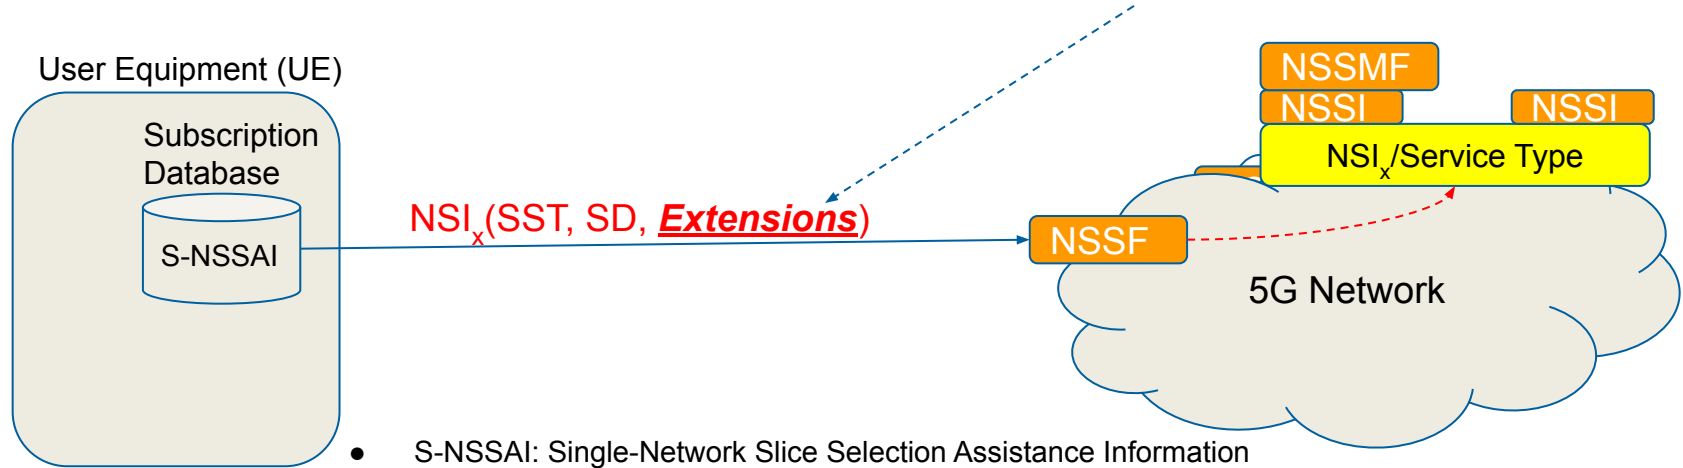 User Equipment (UE)
Subscription
Database
S-NSSAI
NSIx(SST, SD, Extensions)
NSSF
NSSMF
NSSI
NSSI
NSIx/Service Type
5G Network
● S-NSSAI: Single-Network Slice Selection Assistance Information